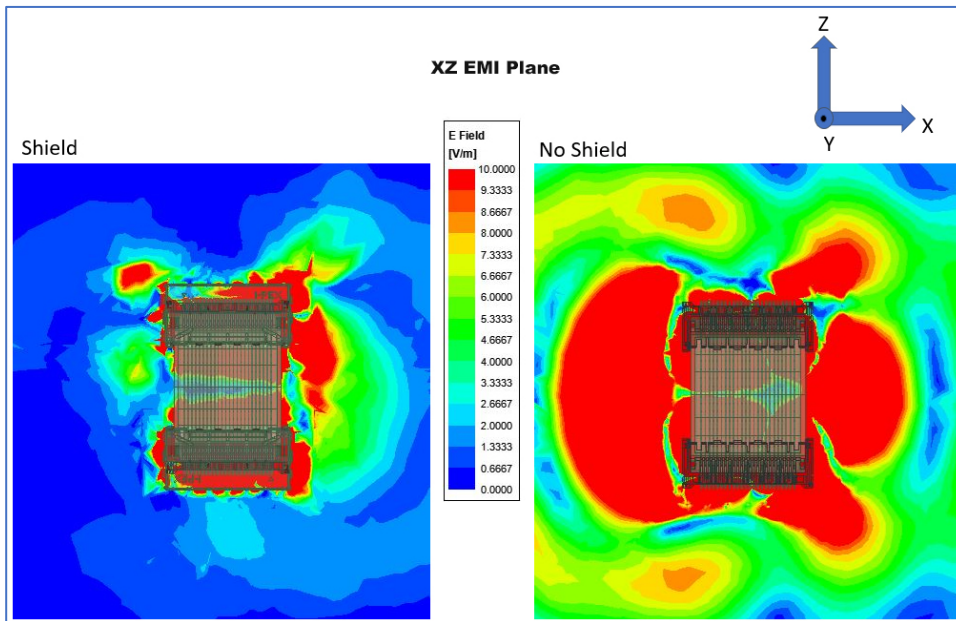 XZ EMI Plane
Z
X
Y
Shield
No Shield
E Field
[V/m]
10.0000
9.3333
8.6667
8.0000
7.3333
6.6667
6.0000
5.3333
4.6667
4.0000
3.3333
2.6667
2.0000
1.3333
0.6667
0.0000